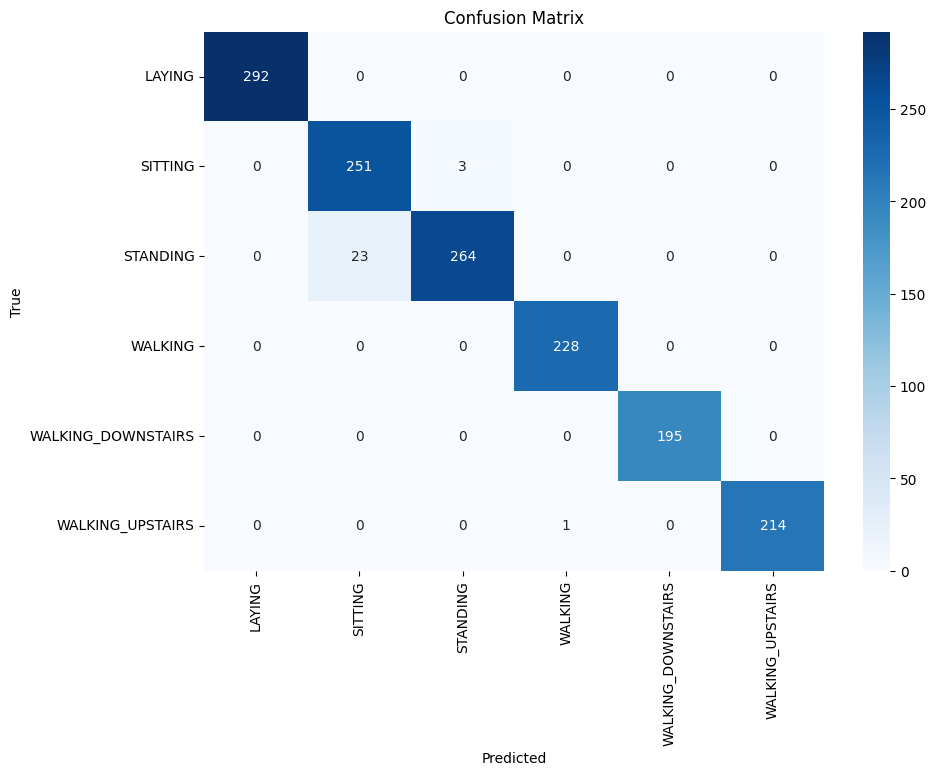 Confusion Matrix
True
LAYING 292 0 0 0 0 0
SITTING 0 251 3 0 0 0
STANDING 0 23 264 0 0 0
WALKING 0 0 0 228 0 0
WALKING_DOWNSTAIRS 0 0 0 0 195 0
WALKING_UPSTAIRS 0 0 0 1 0 214
LAYING SITTING STANDING WALKING WALKING_DOWNSTAIRS WALKING_UPSTAIRS
Predicted
250
200
150
100
50
0